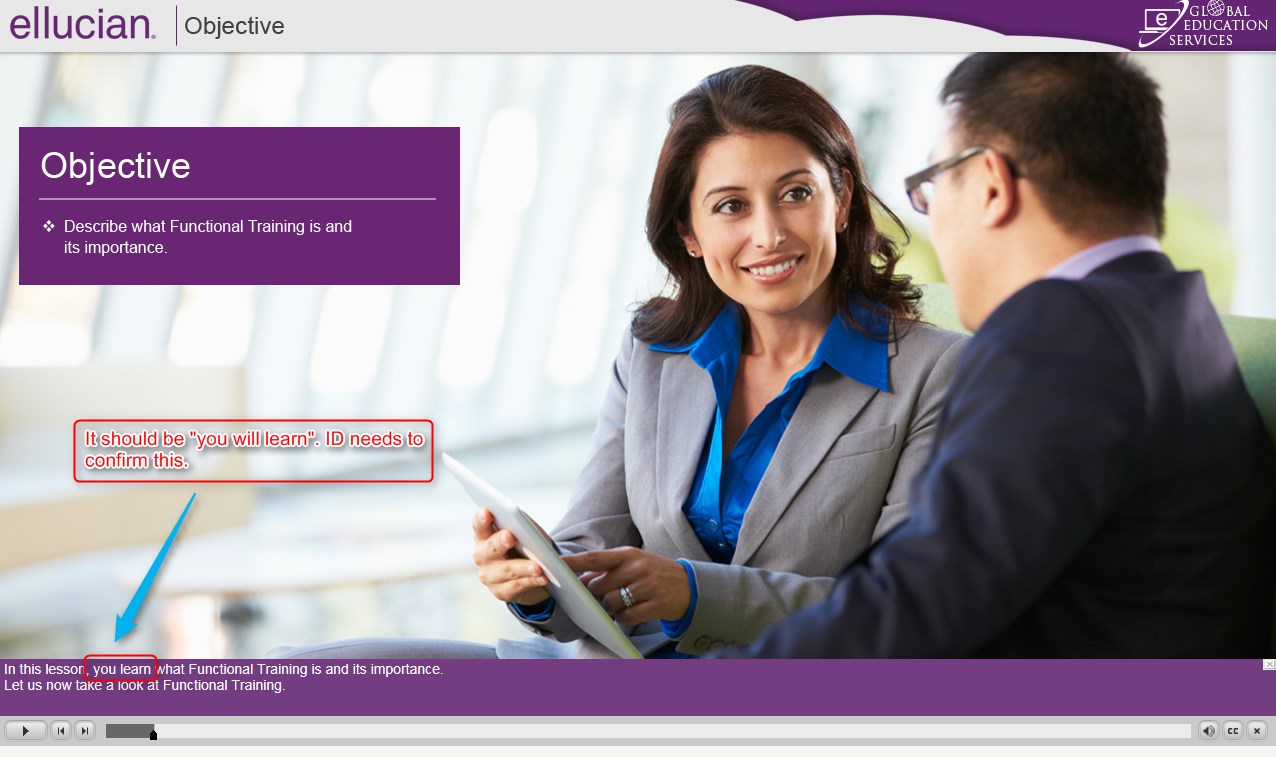 ellucian.
Objective
e
GLOBAL
EDUCATION
SERVICES
Objective
❖ Describe what Functional Training is and
its importance.
It should be "you will learn". ID needs to
confirm this.
In this lesson, you learn what Functional Training is and its importance.
Let us now take a look at Functional Training.
CC